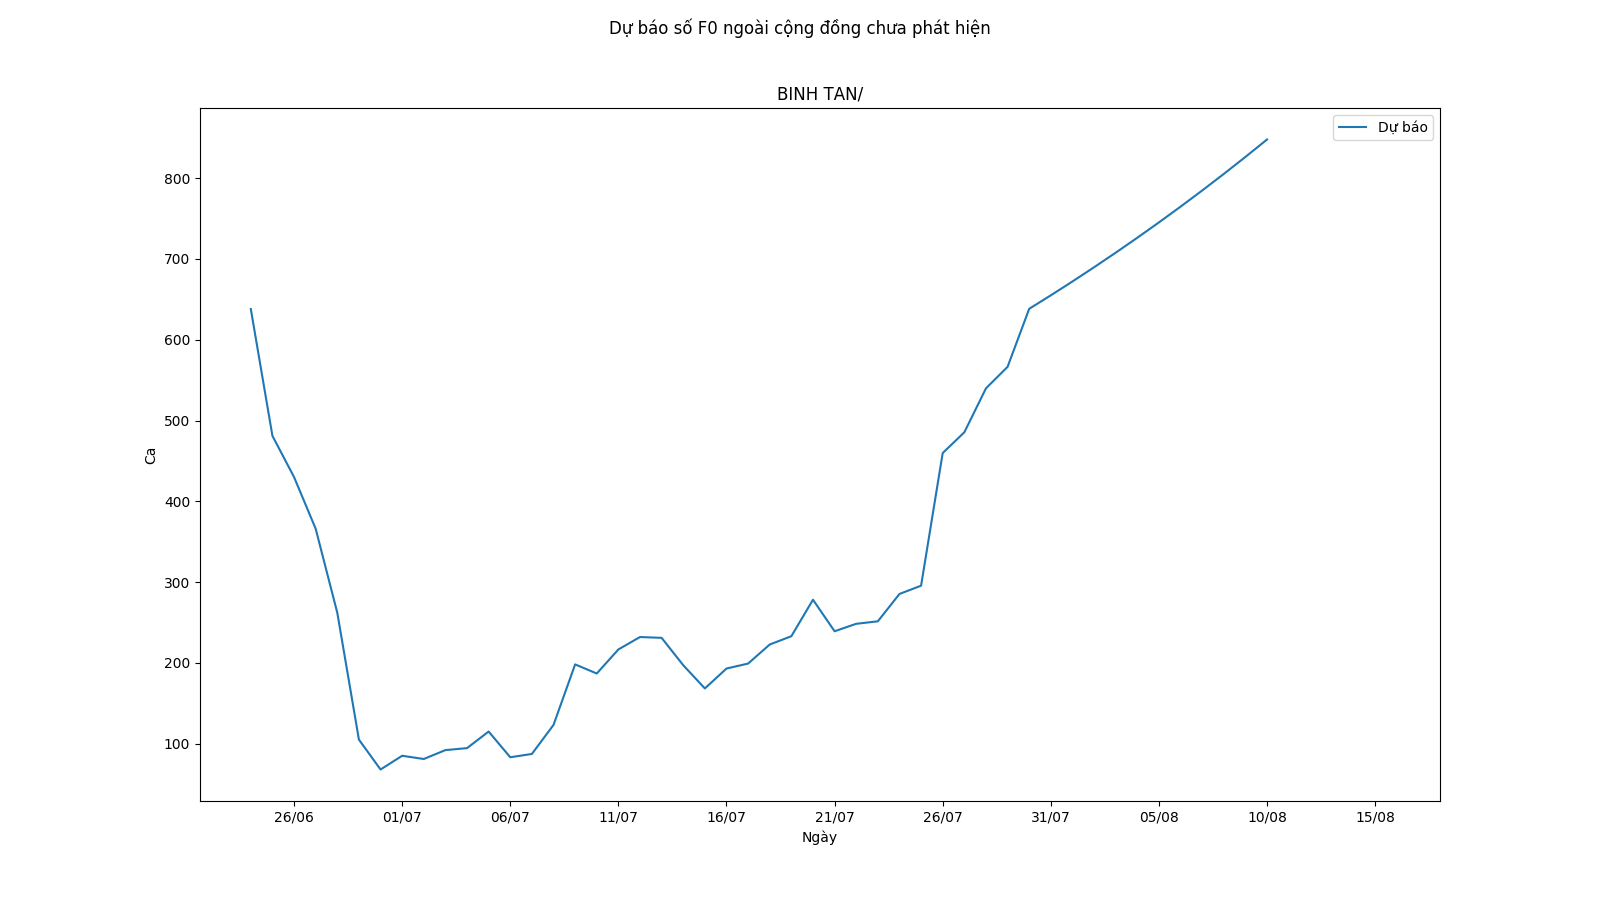 Dự báo số F0 ngoài cộng đồng chưa phát hiện
BINH TAN/
Dự báo
800
700
600
500
400
300
200
100
Ca
26/06 01/07 06/07 11/07 16/07 21/07 26/07 31/07 05/08 10/08 15/08
Ngày